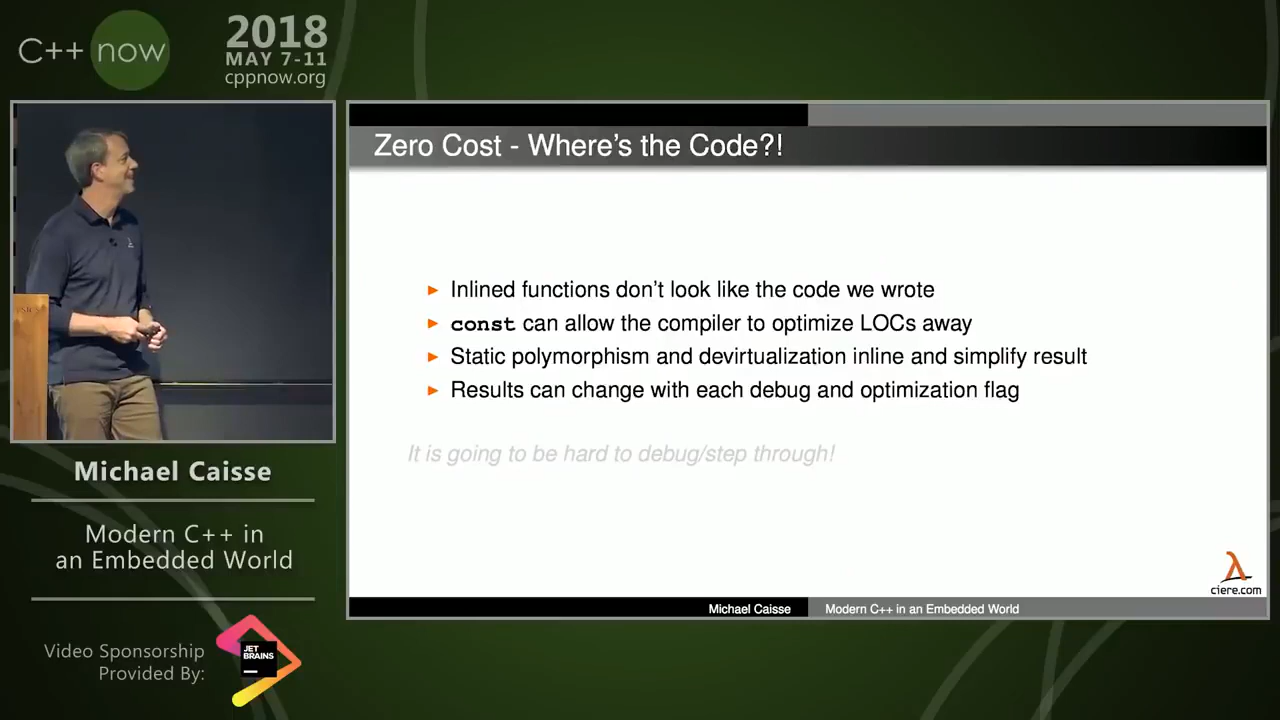 C++ now
2018
MAY 7-11
cppnow.org
Zero Cost - Where's the Code?!
► Inlined functions don't look like the code we wrote
► const can allow the compiler to optimize LOCs away
► Static polymorphism and devirtualization inline and simplify result
► Results can change with each debug and optimization flag
It is going to be hard to debug/step through!
λ
ciere.com
Michael Caisse
Modern C++ in an Embedded World
Michael Caisse
Modern C++ in
an Embedded World
Video Sponsorship
Provided By:
JET
BRAINS